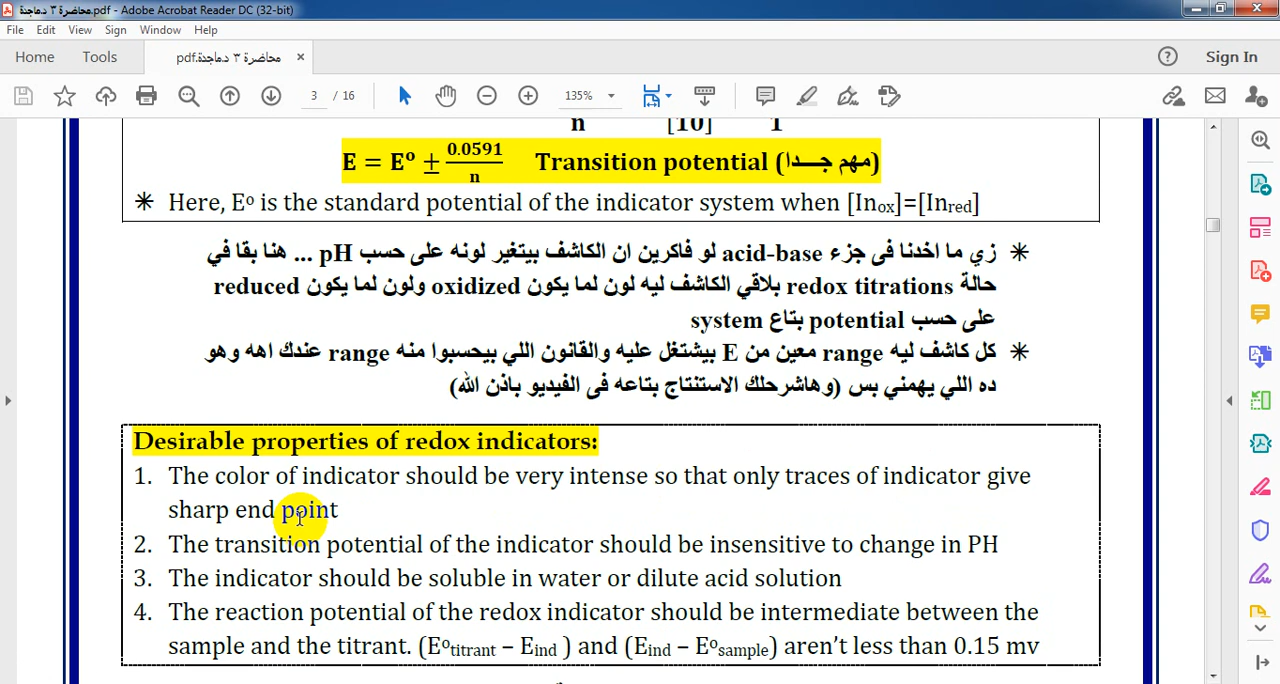 محاضرة ٣ د.ماجدة.pdf - Adobe Acrobat Reader DC (32-bit)
File Edit View Sign Window Help
Home Tools محاضرة ٣ د.ماجدة.pdf × Sign In
3 / 16 135%
n [10] 1
E = Eº ± 0.0591/n Transition potential (مهم جـــدا)
✳ Here, Eº is the standard potential of the indicator system when [Inox]=[Inred]
✳ زي ما اخدنا فى جزء acid-base لو فاكرين ان الكاشف بيتغير لونه على حسب pH ... هنا بقا في
حالة redox titrations بلاقي الكاشف ليه لون لما يكون oxidized ولون لما يكون reduced
على حسب potential بتاع system
✳ كل كاشف ليه range معين من E بيشتغل عليه والقانون اللي بيحسبوا منه range عندك اهه وهو
ده اللي يهمني بس (وهاشرحلك الاستنتاج بتاعه فى الفيديو باذن الله)
Desirable properties of redox indicators:
1. The color of indicator should be very intense so that only traces of indicator give
sharp end point
2. The transition potential of the indicator should be insensitive to change in PH
3. The indicator should be soluble in water or dilute acid solution
4. The reaction potential of the redox indicator should be intermediate between the
sample and the titrant. (Eºtitrant – Eind ) and (Eind – Eºsample) aren’t less than 0.15 mv